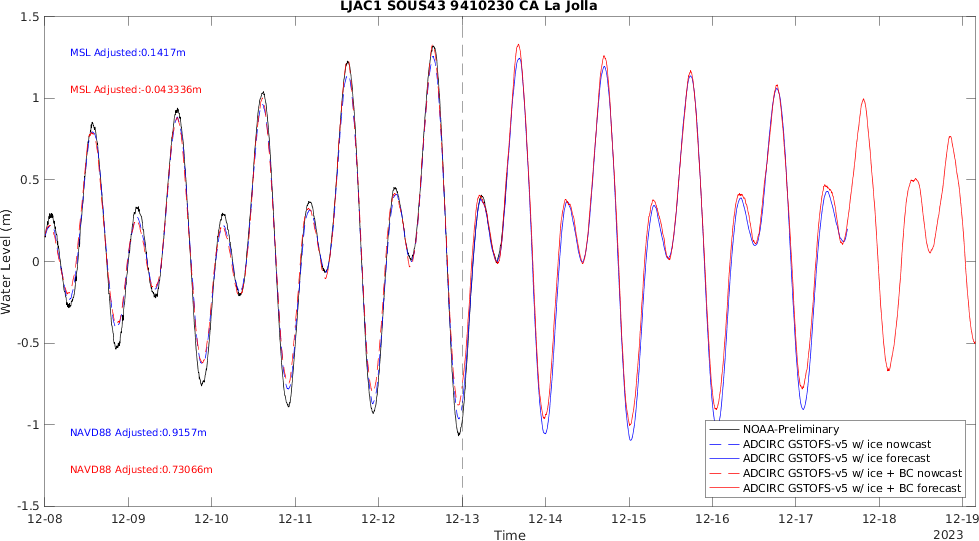 LJAC1 SOUS43 9410230 CA La Jolla
1.5
1
0.5
0
-0.5
-1
-1.5
Water Level (m)
MSL Adjusted:0.1417m
MSL Adjusted:-0.043336m
NAVD88 Adjusted:0.9157m
NAVD88 Adjusted:0.73066m
NOAA-Preliminary
ADCIRC GSTOFS-v5 w/ ice nowcast
ADCIRC GSTOFS-v5 w/ ice forecast
ADCIRC GSTOFS-v5 w/ ice + BC nowcast
ADCIRC GSTOFS-v5 w/ ice + BC forecast
12-08 12-09 12-10 12-11 12-12 12-13 12-14 12-15 12-16 12-17 12-18 12-19
Time
2023